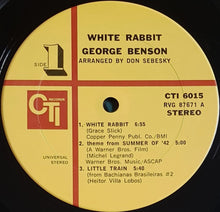 WHITE RABBIT
GEORGE BENSON
ARRANGED BY DON SEBESKY
SIDE 1
CTI 6015
RVG 87671 A
STEREO
CTI
RECORDS
UNIVERSAL
STEREO
1- WHITE RABBIT 6:55
(Grace Slick)
Copper Penny Pub. Co./BMI
2- theme from SUMMER OF '42 5:00
(A Warner Bros. Film)
(Michel Legrand)
Warner Bros. Music/ASCAP
3- LITTLE TRAIN 5:40
(from Bachianas Brasileiras #2
(Heitor Villa Lobos)